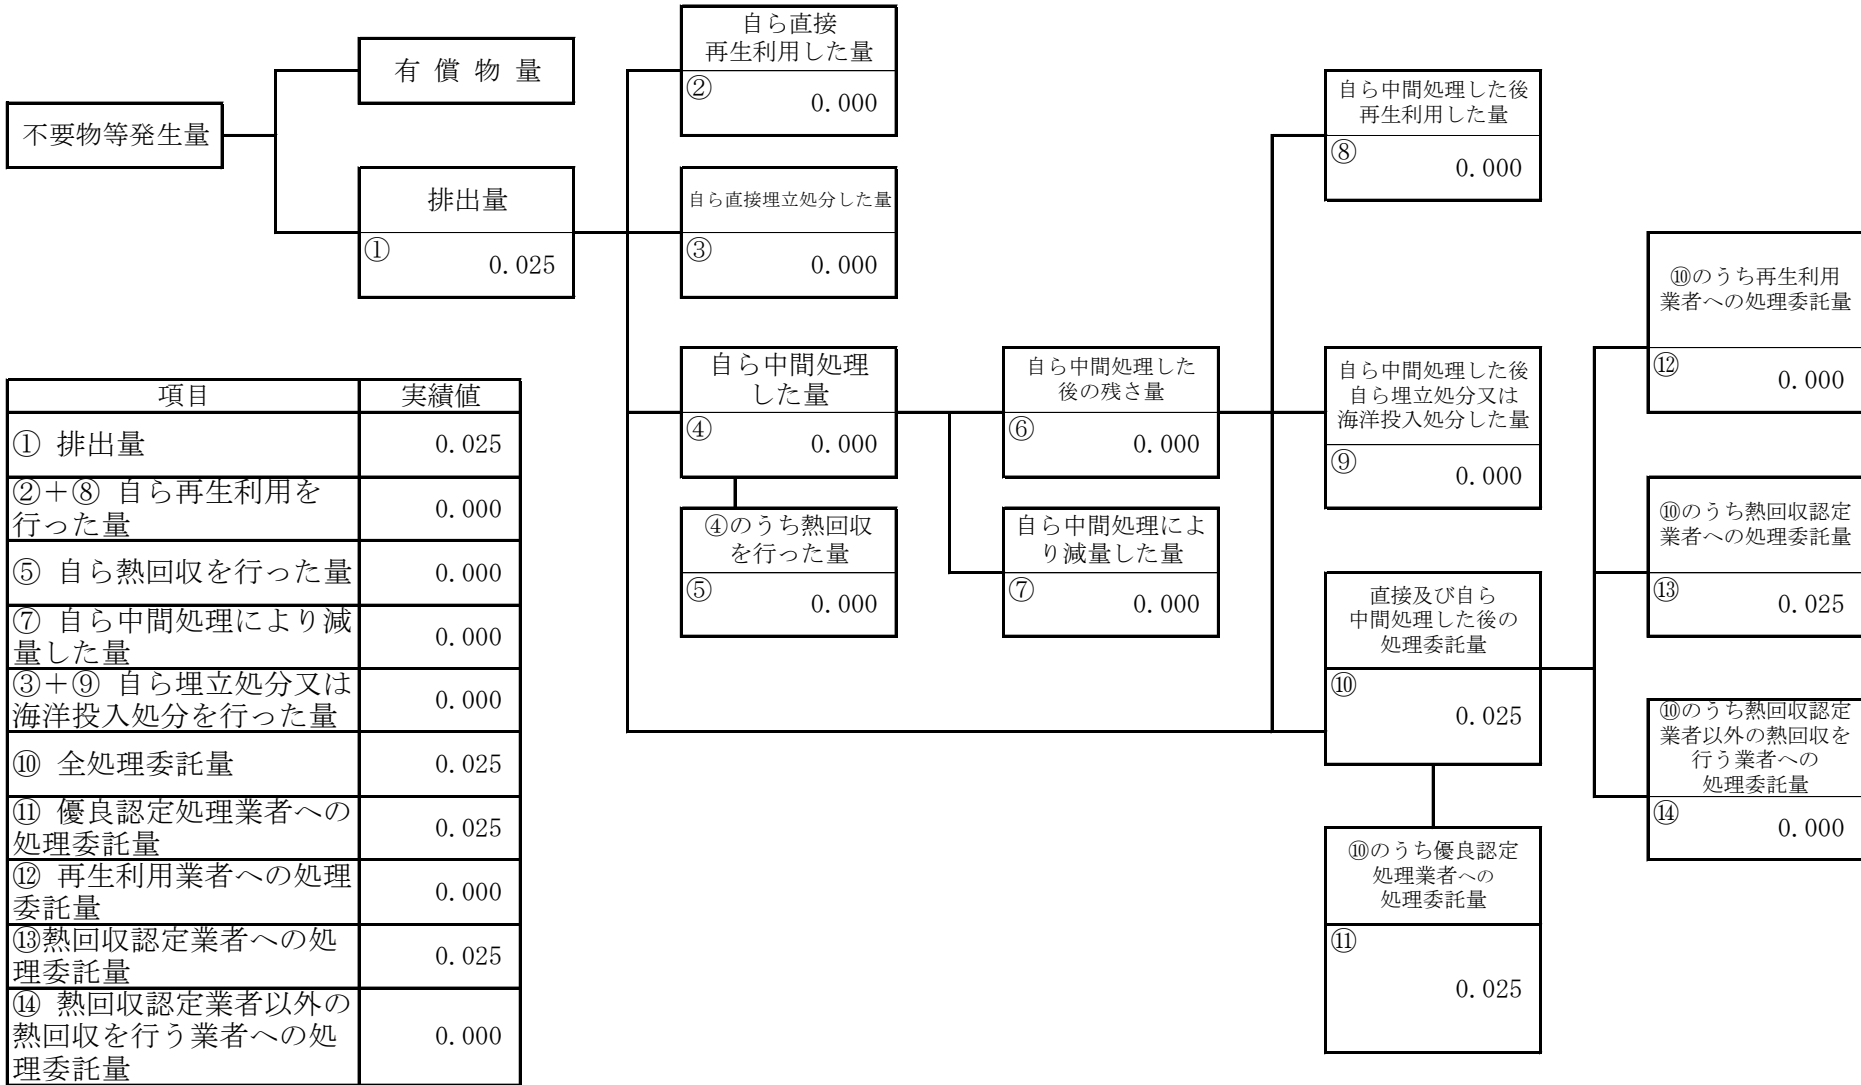 不要物等発生量
有償物量
排出量
① 0.025
自ら直接
再生利用した量
② 0.000
自ら直接埋立処分した量
③ 0.000
自ら中間処理
した量
④ 0.000
④のうち熱回収
を行った量
⑤ 0.000
自ら中間処理した
後の残さ量
⑥ 0.000
自ら中間処理によ
り減量した量
⑦ 0.000
自ら中間処理した後
再生利用した量
⑧ 0.000
自ら中間処理した後
自ら埋立処分又は
海洋投入処分した量
⑨ 0.000
直接及び自ら
中間処理した後の
処理委託量
⑩
0.025
⑩のうち優良認定
処理業者への
処理委託量
⑪
0.025
⑩のうち再生利用
業者への処理委託量
⑫ 0.000
⑩のうち熱回収認定
業者への処理委託量
⑬ 0.025
⑩のうち熱回収認定
業者以外の熱回収を
行う業者への
処理委託量
⑭ 0.000
項目 実績値
① 排出量 0.025
②＋⑧ 自ら再生利用を
行った量 0.000
⑤ 自ら熱回収を行った量 0.000
⑦ 自ら中間処理により減
量した量 0.000
③＋⑨ 自ら埋立処分又は
海洋投入処分を行った量 0.000
⑩ 全処理委託量 0.025
⑪ 優良認定処理業者への
処理委託量 0.025
⑫ 再生利用業者への処理
委託量 0.000
⑬熱回収認定業者への処
理委託量 0.025
⑭ 熱回収認定業者以外の
熱回収を行う業者への処
理委託量 0.000